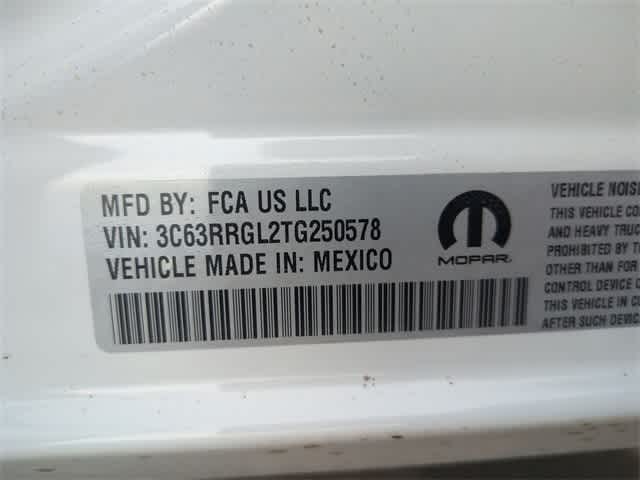 MFD BY: FCA US LLC
VIN: 3C63RRGL2TG250578
VEHICLE MADE IN: MEXICO
MOPAR.
VEHICLE NOIS
THIS VEHICLE CO
AND HEAVY TRUC
PROHIBITED BY T
OTHER THAN FOR
CONTROL DEVICE O
THIS VEHICLE IN C
AFTER SUCH DEVIC